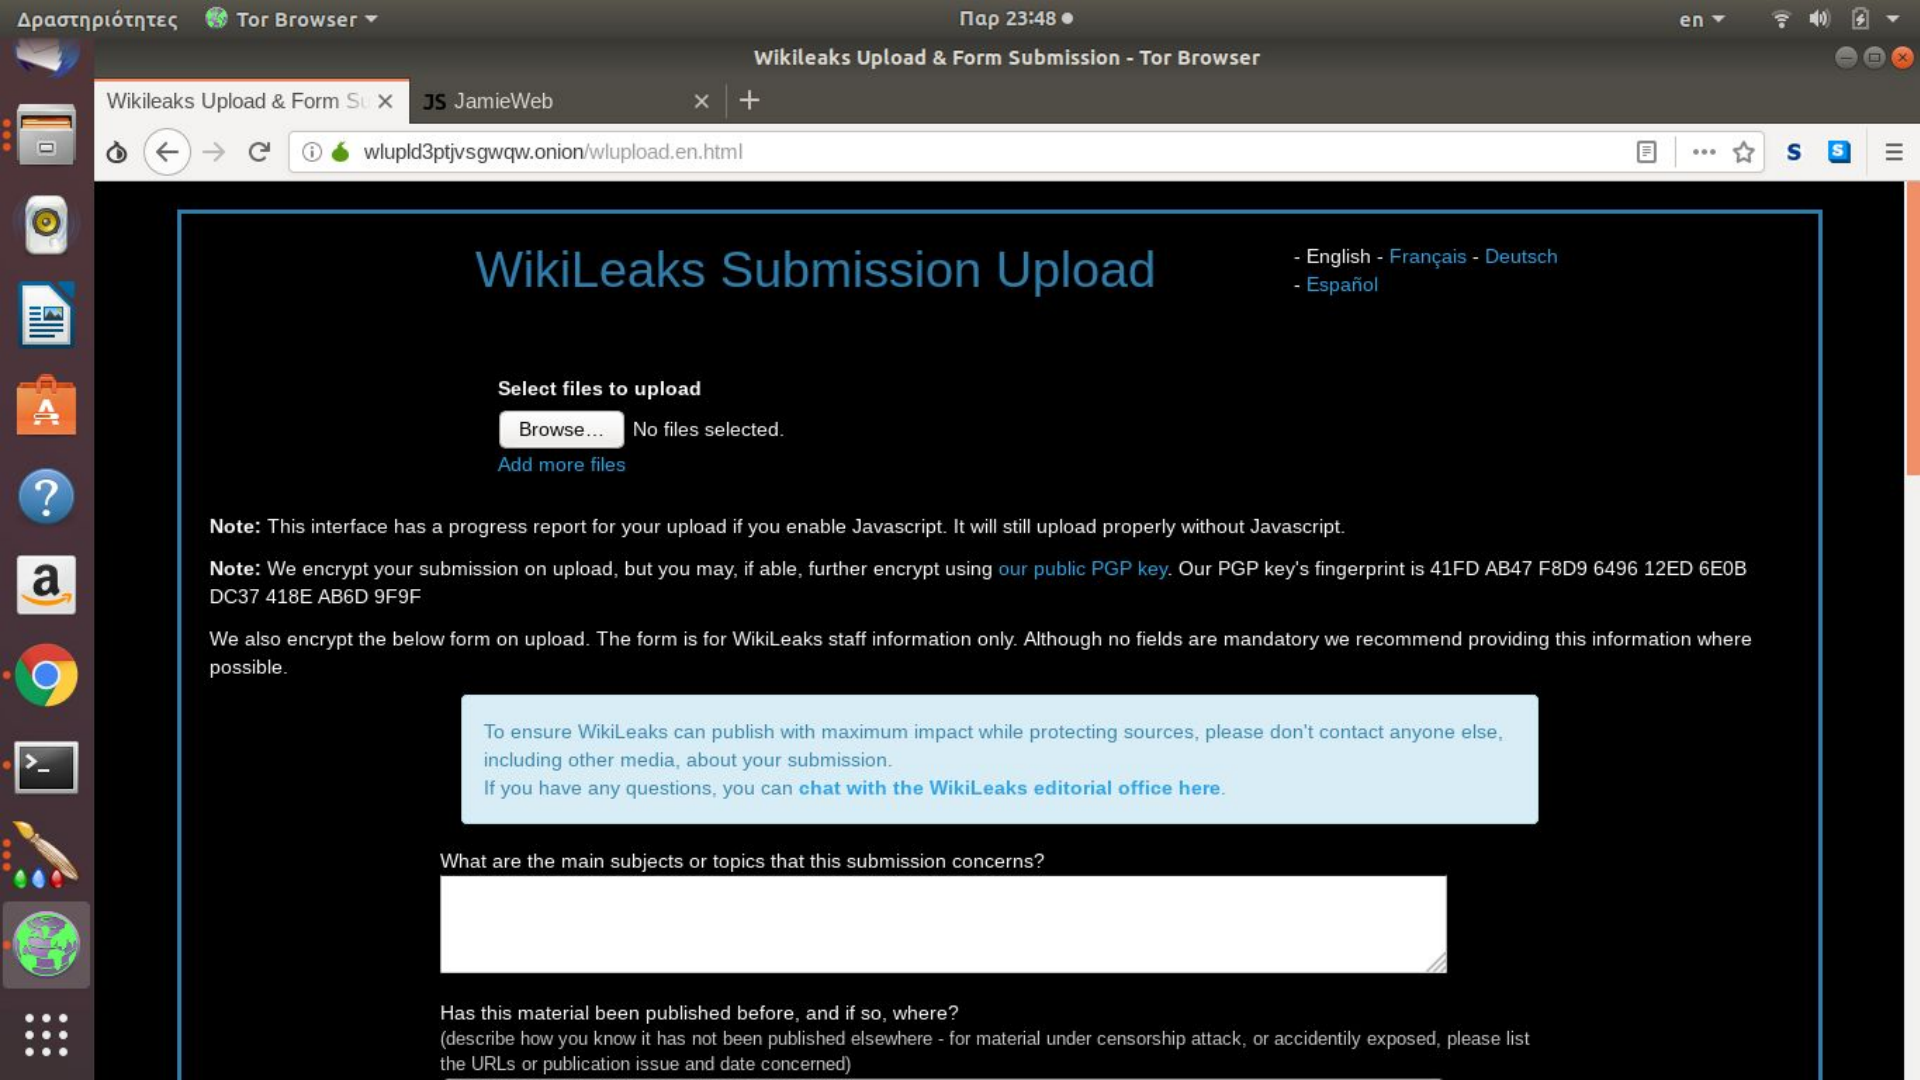 Δραστηριότητες Tor Browser Παρ 23:48 en
Wikileaks Upload & Form Submission - Tor Browser
Wikileaks Upload & Form Su JS JamieWeb
wlupld3ptjvsgwqw.onion/wlupload.en.html S S
WikiLeaks Submission Upload
- English - Français - Deutsch
- Español
Select files to upload
Browse… No files selected.
Add more files
Note: This interface has a progress report for your upload if you enable Javascript. It will still upload properly without Javascript.
Note: We encrypt your submission on upload, but you may, if able, further encrypt using our public PGP key. Our PGP key's fingerprint is 41FD AB47 F8D9 6496 12ED 6E0B
DC37 418E AB6D 9F9F
We also encrypt the below form on upload. The form is for WikiLeaks staff information only. Although no fields are mandatory we recommend providing this information where
possible.
To ensure WikiLeaks can publish with maximum impact while protecting sources, please don't contact anyone else,
including other media, about your submission.
If you have any questions, you can chat with the WikiLeaks editorial office here.
What are the main subjects or topics that this submission concerns?
Has this material been published before, and if so, where?
(describe how you know it has not been published elsewhere - for material under censorship attack, or accidently exposed, please list
the URLs or publication issue and date concerned)